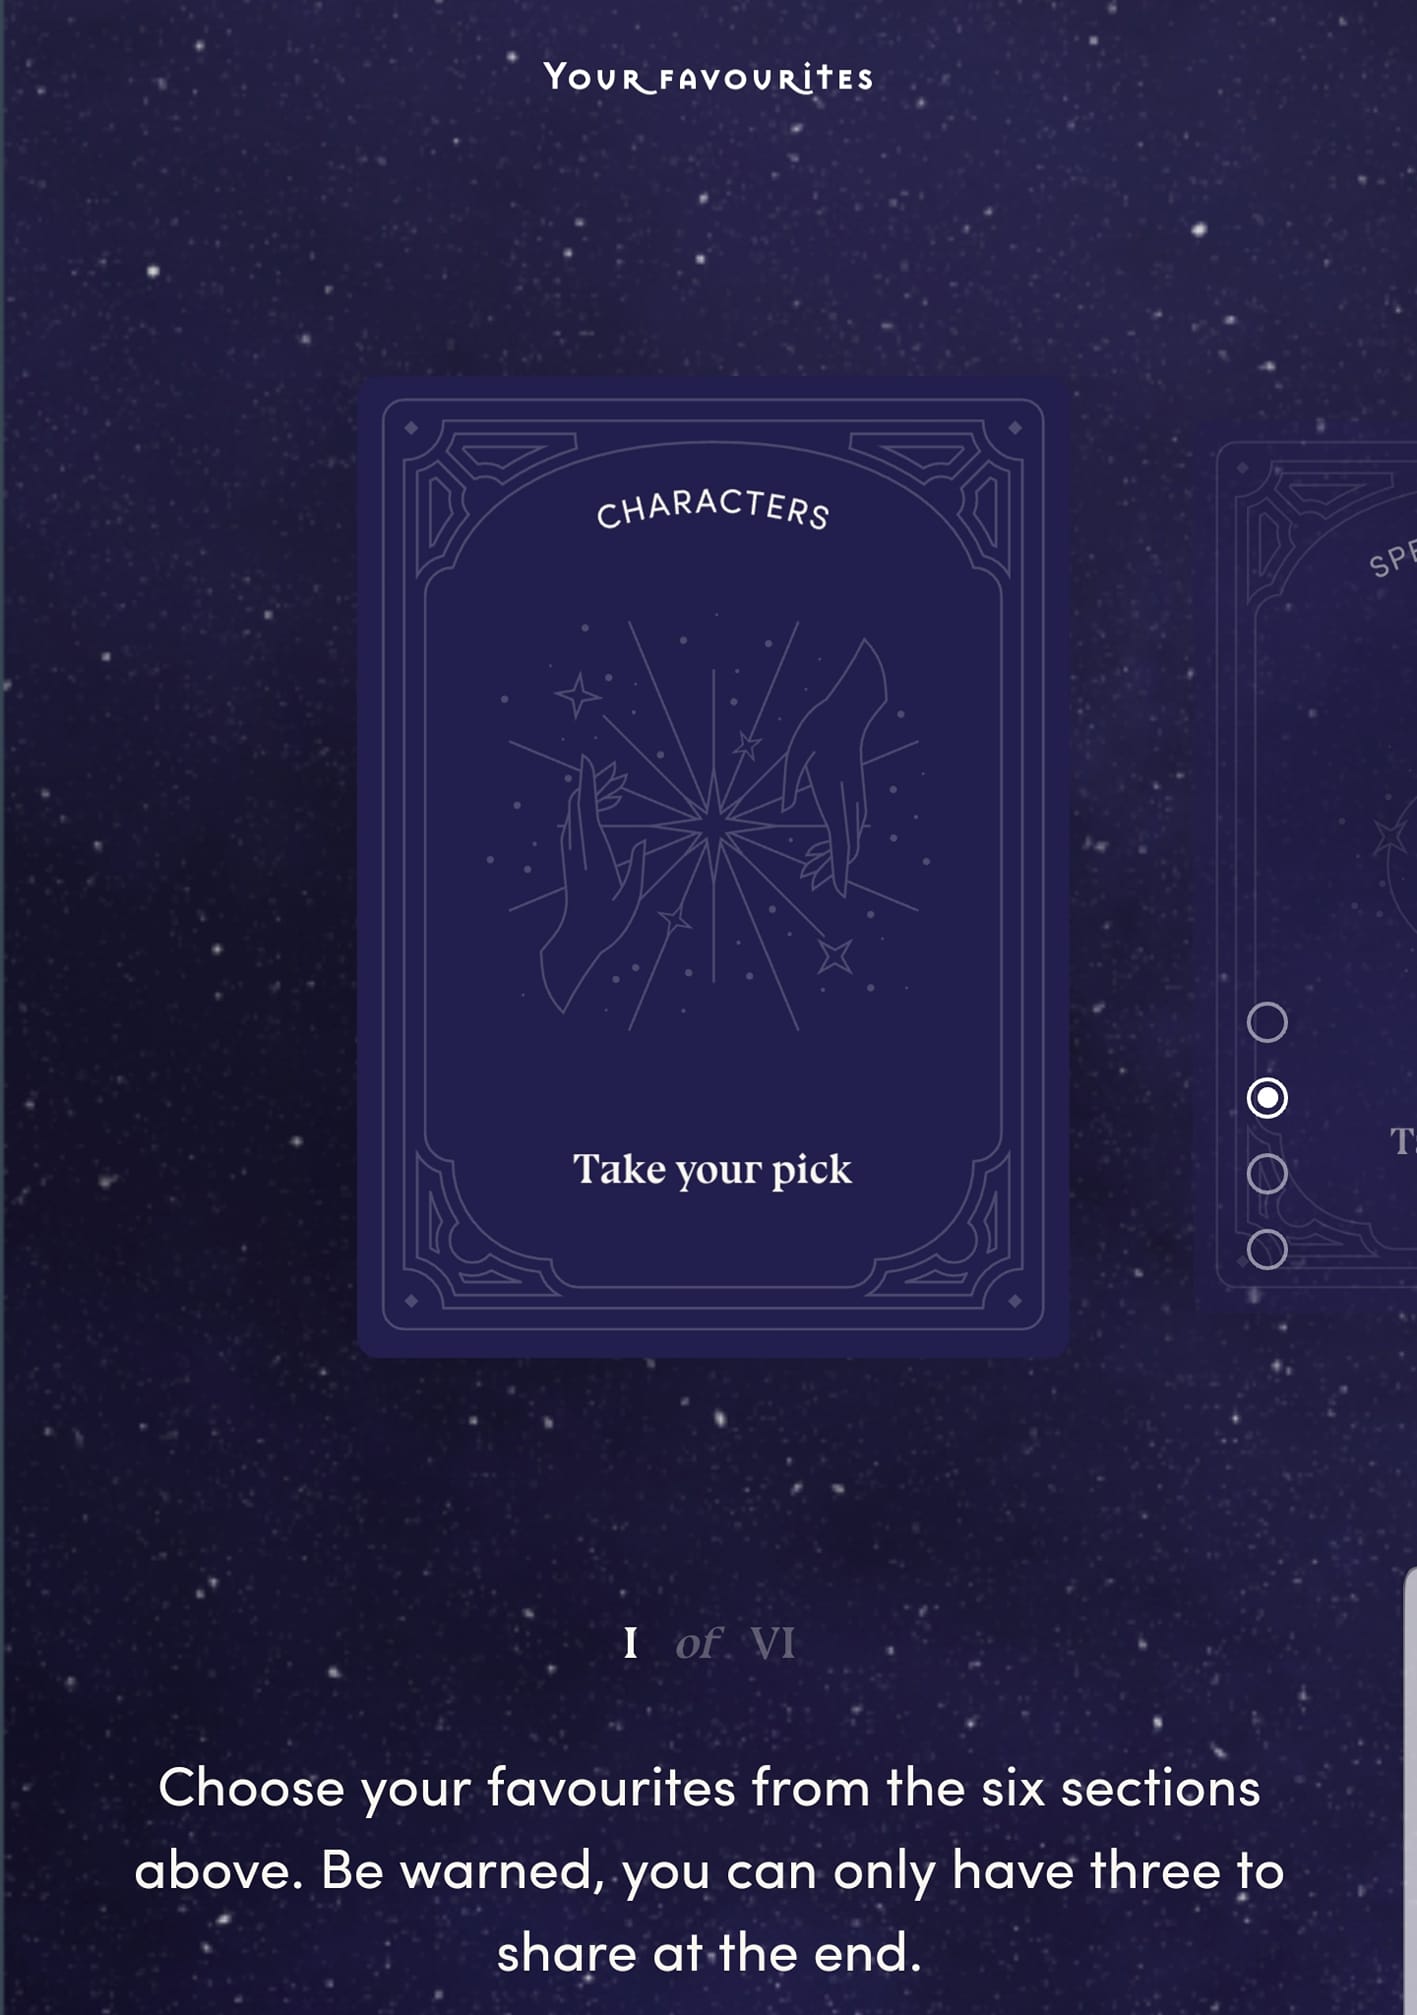 Your favourites
CHARACTERS
SPE
Take your pick
T
I of VI
Choose your favourites from the six sections
above. Be warned, you can only have three to
share at the end.